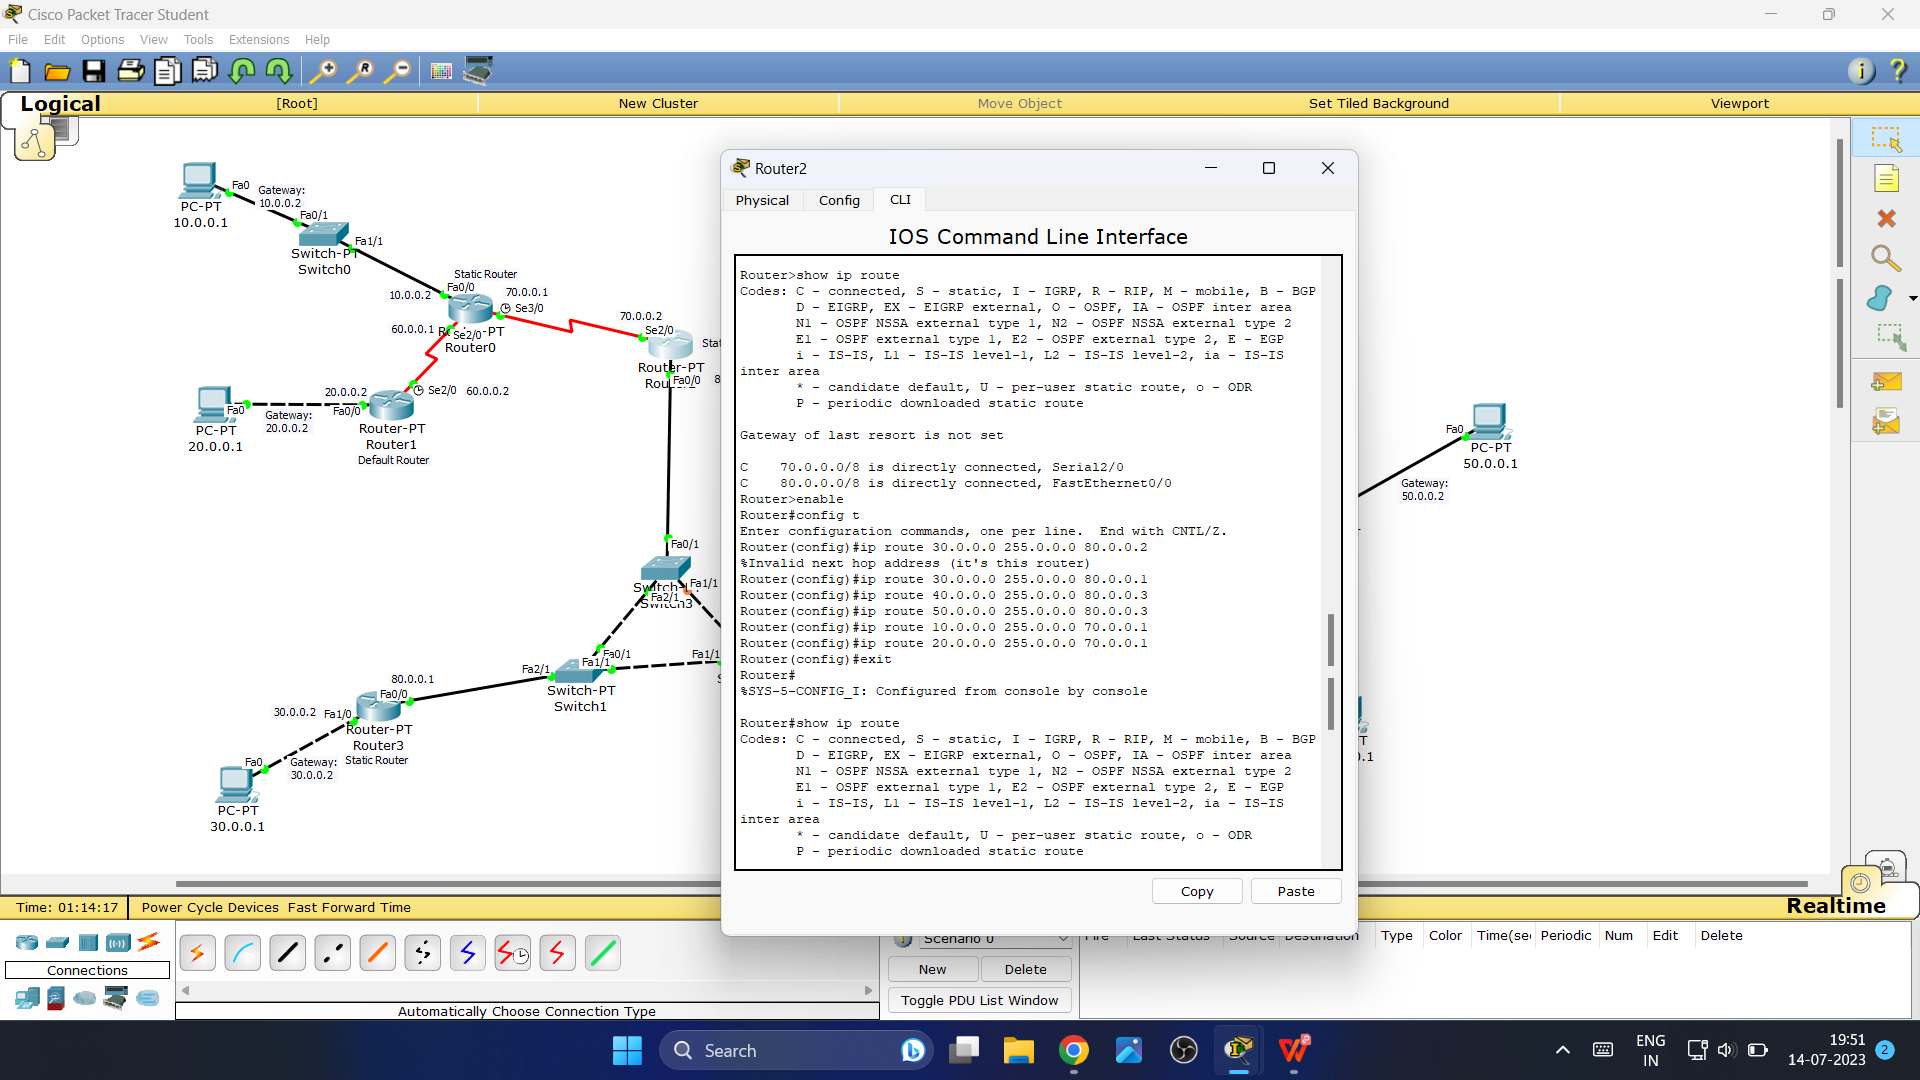 Cisco Packet Tracer Student
File Edit Options View Tools Extensions Help
Logical [Root] New Cluster Move Object Set Tiled Background Viewport
PC-PT
10.0.0.1
Fa0
Gateway:
10.0.0.2
Fa0/1
Switch-PT
Switch0
Fa1/1
Static Router
10.0.0.2
Fa0/0
70.0.0.1
Se3/0
60.0.0.1
Se2/0
Router0
70.0.0.2
Se2/0
Router-PT
Fa0/0
PC-PT
20.0.0.1
Fa0
Gateway:
20.0.0.2
20.0.0.2
Fa0/0
Se2/0 60.0.0.2
Router-PT
Router1
Default Router
Fa0/1
Switch3
Fa1/1
Fa2/1
Fa0/1
Fa1/1
Fa2/1
Switch-PT
Switch1
Fa1/1
80.0.0.1
Fa0/0
30.0.0.2 Fa1/0
Router-PT
Router3
Static Router
Fa0
Gateway:
30.0.0.2
PC-PT
30.0.0.1
Fa0
PC-PT
50.0.0.1
Gateway:
50.0.0.2
Router2
Physical Config CLI
IOS Command Line Interface
Router>show ip route
Codes: C - connected, S - static, I - IGRP, R - RIP, M - mobile, B - BGP
D - EIGRP, EX - EIGRP external, O - OSPF, IA - OSPF inter area
N1 - OSPF NSSA external type 1, N2 - OSPF NSSA external type 2
E1 - OSPF external type 1, E2 - OSPF external type 2, E - EGP
i - IS-IS, L1 - IS-IS level-1, L2 - IS-IS level-2, ia - IS-IS
inter area
* - candidate default, U - per-user static route, o - ODR
P - periodic downloaded static route
Gateway of last resort is not set
C 70.0.0.0/8 is directly connected, Serial2/0
C 80.0.0.0/8 is directly connected, FastEthernet0/0
Router>enable
Router#config t
Enter configuration commands, one per line. End with CNTL/Z.
Router(config)#ip route 30.0.0.0 255.0.0.0 80.0.0.2
%Invalid next hop address (it's this router)
Router(config)#ip route 30.0.0.0 255.0.0.0 80.0.0.1
Router(config)#ip route 40.0.0.0 255.0.0.0 80.0.0.3
Router(config)#ip route 50.0.0.0 255.0.0.0 80.0.0.3
Router(config)#ip route 10.0.0.0 255.0.0.0 70.0.0.1
Router(config)#ip route 20.0.0.0 255.0.0.0 70.0.0.1
Router(config)#exit
Router#
%SYS-5-CONFIG_I: Configured from console by console
Router#show ip route
Codes: C - connected, S - static, I - IGRP, R - RIP, M - mobile, B - BGP
D - EIGRP, EX - EIGRP external, O - OSPF, IA - OSPF inter area
N1 - OSPF NSSA external type 1, N2 - OSPF NSSA external type 2
E1 - OSPF external type 1, E2 - OSPF external type 2, E - EGP
i - IS-IS, L1 - IS-IS level-1, L2 - IS-IS level-2, ia - IS-IS
inter area
* - candidate default, U - per-user static route, o - ODR
P - periodic downloaded static route
Copy Paste
Time: 01:14:17 Power Cycle Devices Fast Forward Time
Realtime
Scenario 0
Fire Last Status Source Destination Type Color Time(sec Periodic Num Edit Delete
Connections
New Delete
Toggle PDU List Window
Automatically Choose Connection Type
Search
ENG
IN
19:51
14-07-2023
2